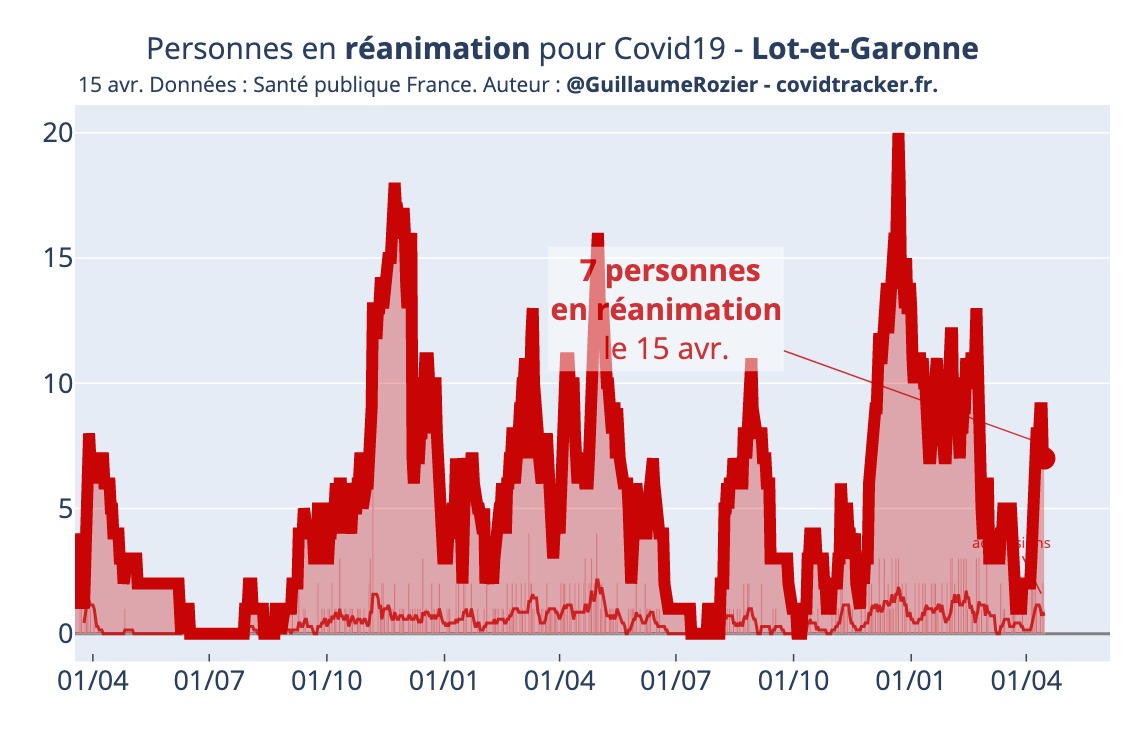 Personnes en réanimation pour Covid19 - Lot-et-Garonne
15 avr. Données : Santé publique France. Auteur : @GuillaumeRozier - covidtracker.fr.
20
15
10
5
0
7 personnes
en réanimation
le 15 avr.
01/04 01/07 01/10 01/01 01/04 01/07 01/10 01/01 01/04